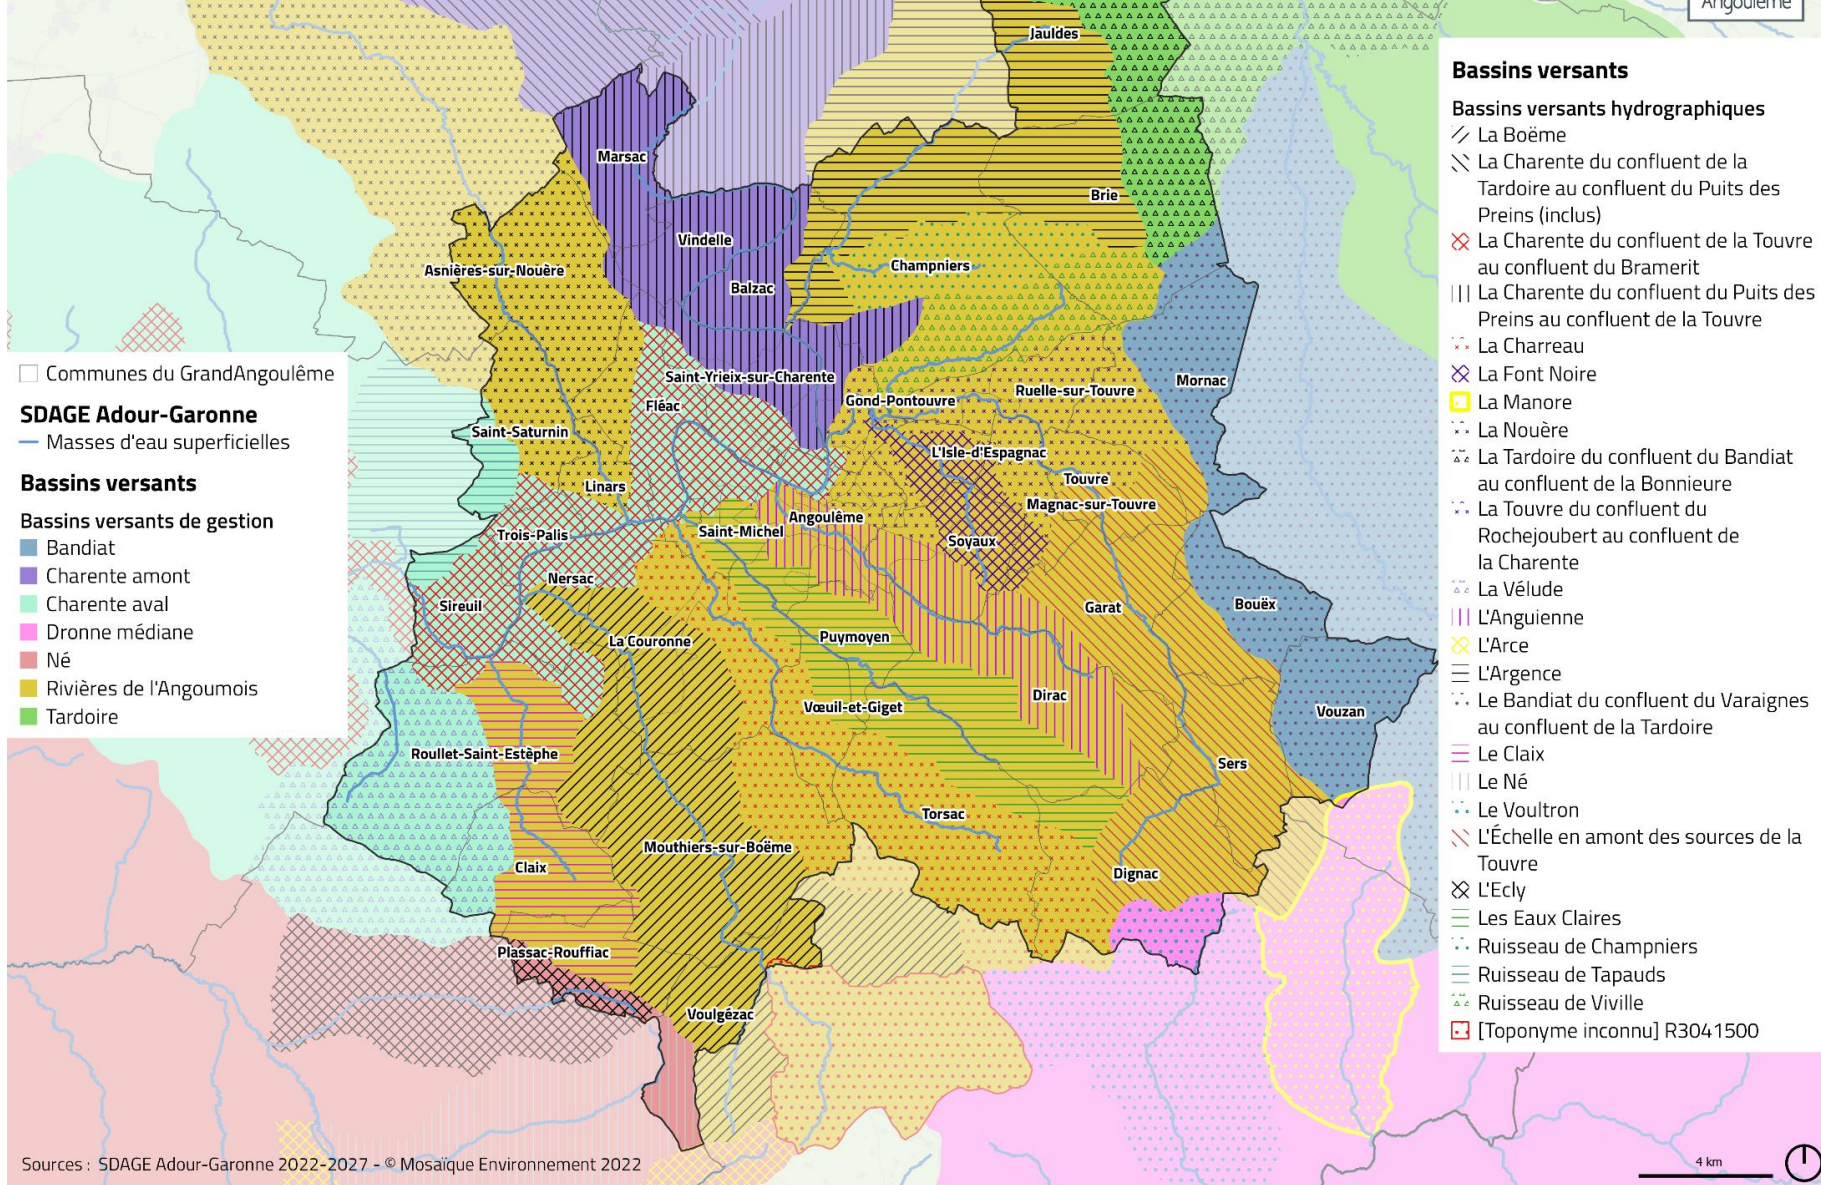 Angoulême
Jauldes
Marsac
Brie
Vindelle
Champniers
Asnières-sur-Nouère
Balzac
Saint-Yrieix-sur-Charente
Mornac
Ruelle-sur-Touvre
Gond-Pontouvre
Fléac
Saint-Saturnin
L'Isle-d'Espagnac
Touvre
Linars
Magnac-sur-Touvre
Angoulême
Saint-Michel
Trois-Palis
Soyaux
Nersac
Sireuil
Garat
Bouëx
La Couronne
Puymoyen
Dirac
Vœuil-et-Giget
Vouzan
Roullet-Saint-Estèphe
Sers
Torsac
Mouthiers-sur-Boëme
Claix
Dignac
Plassac-Rouffiac
Voulgézac
Communes du GrandAngoulême
SDAGE Adour-Garonne
Masses d'eau superficielles
Bassins versants
Bassins versants de gestion
Bandiat
Charente amont
Charente aval
Dronne médiane
Né
Rivières de l'Angoumois
Tardoire
Bassins versants
Bassins versants hydrographiques
La Boëme
La Charente du confluent de la
Tardoire au confluent du Puits des
Preins (inclus)
La Charente du confluent de la Touvre
au confluent du Bramerit
La Charente du confluent du Puits des
Preins au confluent de la Touvre
La Charreau
La Font Noire
La Manore
La Nouère
La Tardoire du confluent du Bandiat
au confluent de la Bonnieure
La Touvre du confluent du
Rochejoubert au confluent de
la Charente
La Vélude
L'Anguienne
L'Arce
L'Argence
Le Bandiat du confluent du Varaignes
au confluent de la Tardoire
Le Claix
Le Né
Le Voultron
L'Échelle en amont des sources de la
Touvre
L'Ecly
Les Eaux Claires
Ruisseau de Champniers
Ruisseau de Tapauds
Ruisseau de Viville
[Toponyme inconnu] R3041500
Sources : SDAGE Adour-Garonne 2022-2027 - © Mosaïque Environnement 2022
4 km